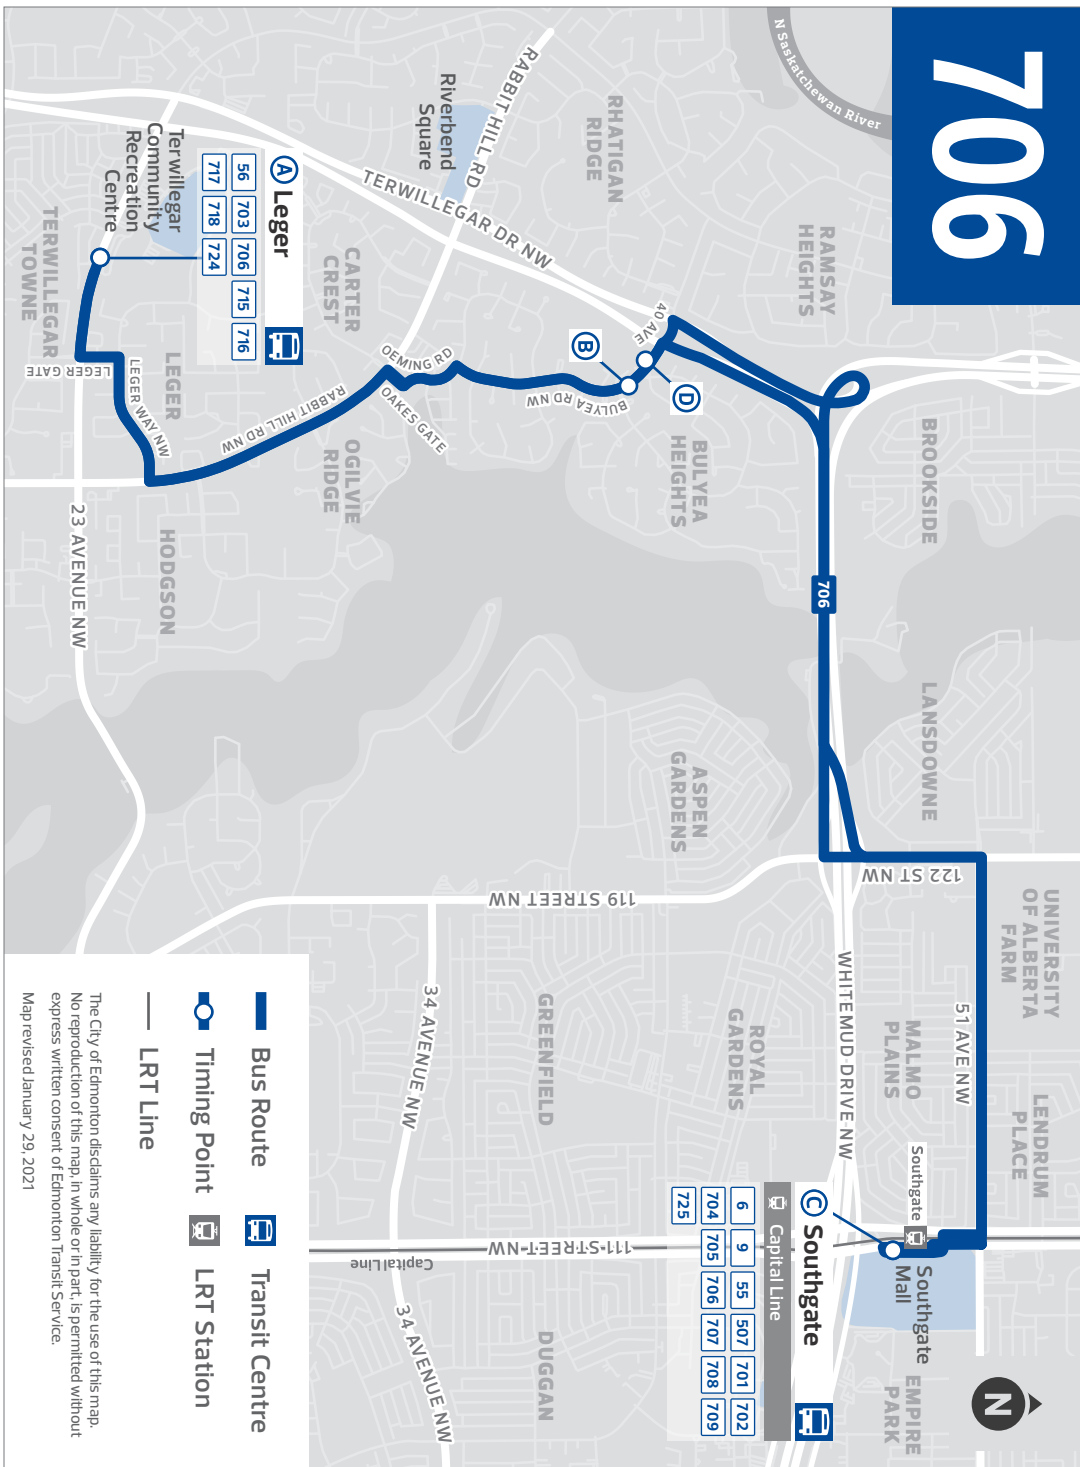 706
N Saskatchewan River
RABBIT HILL RD
Riverbend
Square
RHATIGAN
RIDGE
TERWILLEGAR DR NW
RAMSAY
HEIGHTS
Terwillegar
Community
Recreation
Centre
A Leger
56 703 706 715 716
717 718 724
TERWILLEGAR
TOWNE
CARTER
CREST
40 AVE
B
D
OEMING RD
OAKES GATE
BULYEA RD NW
RABBIT HILL RD NW
LEGER GATE
LEGER WAY NW
LEGER
OGILVIE
RIDGE
BULYEA
HEIGHTS
BROOKSIDE
23 AVENUE NW
HODGSON
706
LANSDOWNE
ASPEN
GARDENS
122 ST NW
119 STREET NW
UNIVERSITY
OF ALBERTA
FARM
WHITEMUD DRIVE NW
51 AVE NW
MALMO
PLAINS
LENDRUM
PLACE
34 AVENUE NW
GREENFIELD
ROYAL
GARDENS
Southgate
Southgate
Mall
C Southgate
Capital Line
6 9 55 507 701 702
704 705 706 707 708 709
725
111 STREET NW
Capital Line
34 AVENUE NW
DUGGAN
EMPIRE
PARK
N
Bus Route
Transit Centre
Timing Point
LRT Station
LRT Line
The City of Edmonton disclaims any liability for the use of this map.
No reproduction of this map, in whole or in part, is permitted without
express written consent of Edmonton Transit Service.
Map revised January 29, 2021